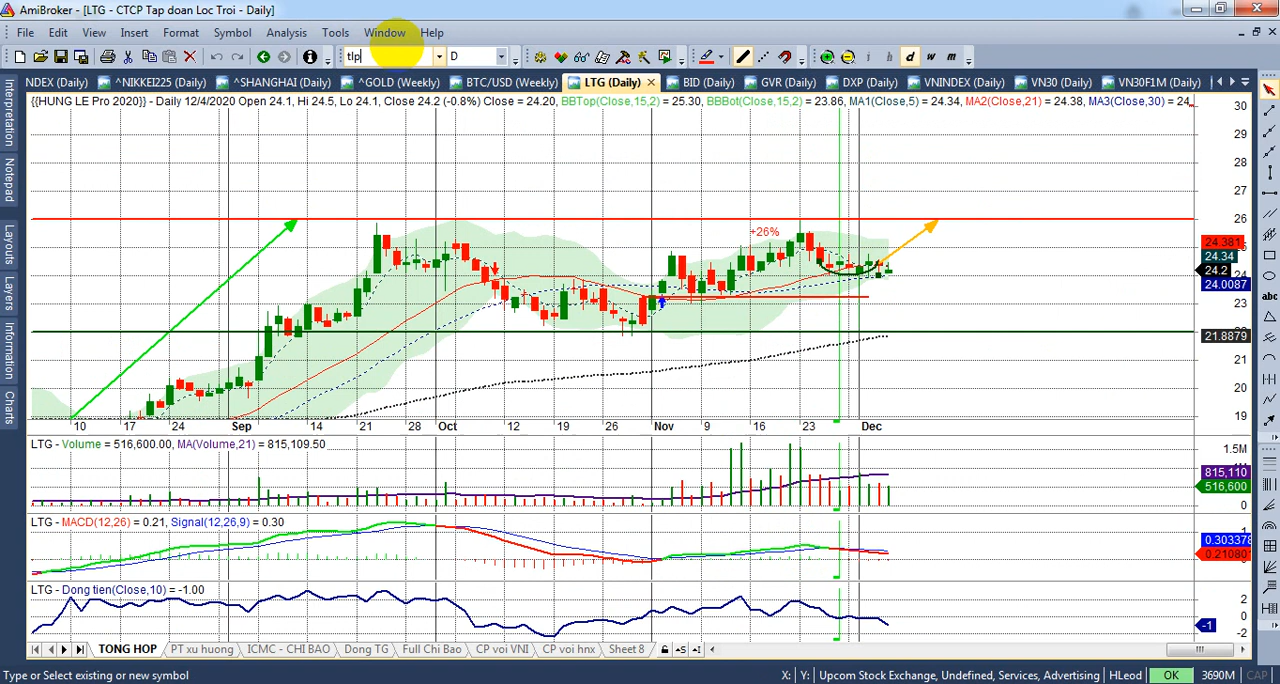 AmiBroker - [LTG - CTCP Tap doan Loc Troi - Daily]
File Edit View Insert Format Symbol Analysis Tools Window Help
tlp D i h d w m
NDEX (Daily) ^NIKKEI225 (Daily) ^SHANGHAI (Daily) ^GOLD (Weekly) BTC/USD (Weekly) LTG (Daily) BID (Daily) GVR (Daily) DXP (Daily) VNINDEX (Daily) VN30 (Daily) VN30F1M (Daily)
{{HUNG LE Pro 2020}} - Daily 12/4/2020 Open 24.1, Hi 24.5, Lo 24.1, Close 24.2 (-0.8%) Close = 24.20, BBTop(Close,15,2) = 25.30, BBBot(Close,15,2) = 23.86, MA1(Close,5) = 24.34, MA2(Close,21) = 24.38, MA3(Close,30) = 24,
Interpretation
Notepad
Layouts
Layers
Information
Charts
30
29
28
27
26
+26%
24.381
24.34
24.2
24
24.0087
23
21.8879
21
20
19
10 17 24 Sep 14 21 28 Oct 12 19 26 Nov 9 16 23 Dec
LTG - Volume = 516,600.00, MA(Volume,21) = 815,109.50
1.5M
815,110
516,600
0
LTG - MACD(12,26) = 0.21, Signal(12,26,9) = 0.30
1
0.303378
0.21080
LTG - Dong tien(Close,10) = -1.00
2
0
-1
-2
TONG HOP PT xu huong ICMC - CHI BAO Dong TG Full Chi Bao CP voi VNI CP voi hnx Sheet 8
abc
Type or Select existing or new symbol X: Y: Upcom Stock Exchange, Undefined, Services, Advertising HLeod OK 3690M CAP